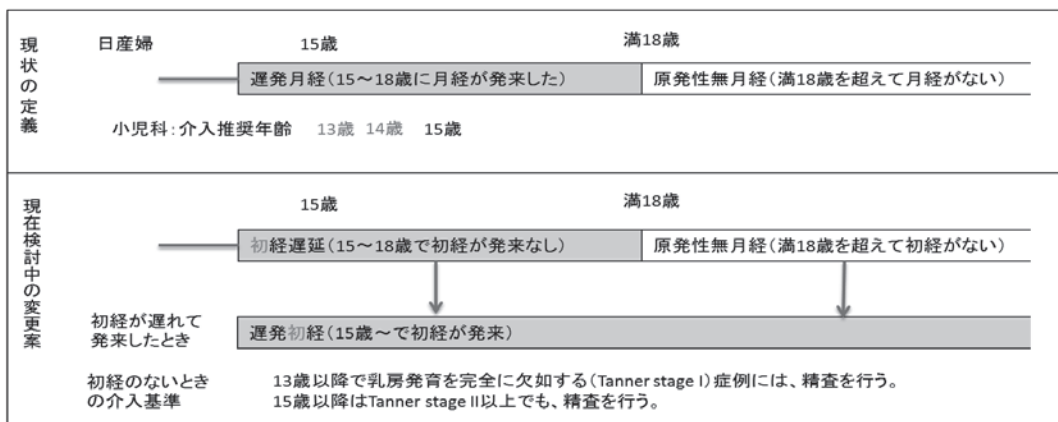 現状の定義
日産婦
15歳
満18歳
遅発月経(15～18歳に月経が発来した)
原発性無月経(満18歳を超えて月経がない)
小児科：介入推奨年齢 13歳 14歳 15歳
現在検討中の変更案
15歳
満18歳
初経遅延(15～18歳で初経が発来なし)
原発性無月経(満18歳を超えて初経がない)
初経が遅れて
発来したとき
遅発初経(15歳～で初経が発来)
初経のないとき
の介入基準
13歳以降で乳房発育を完全に欠如する(Tanner stage I)症例には、精査を行う。
15歳以降はTanner stage II以上でも、精査を行う。